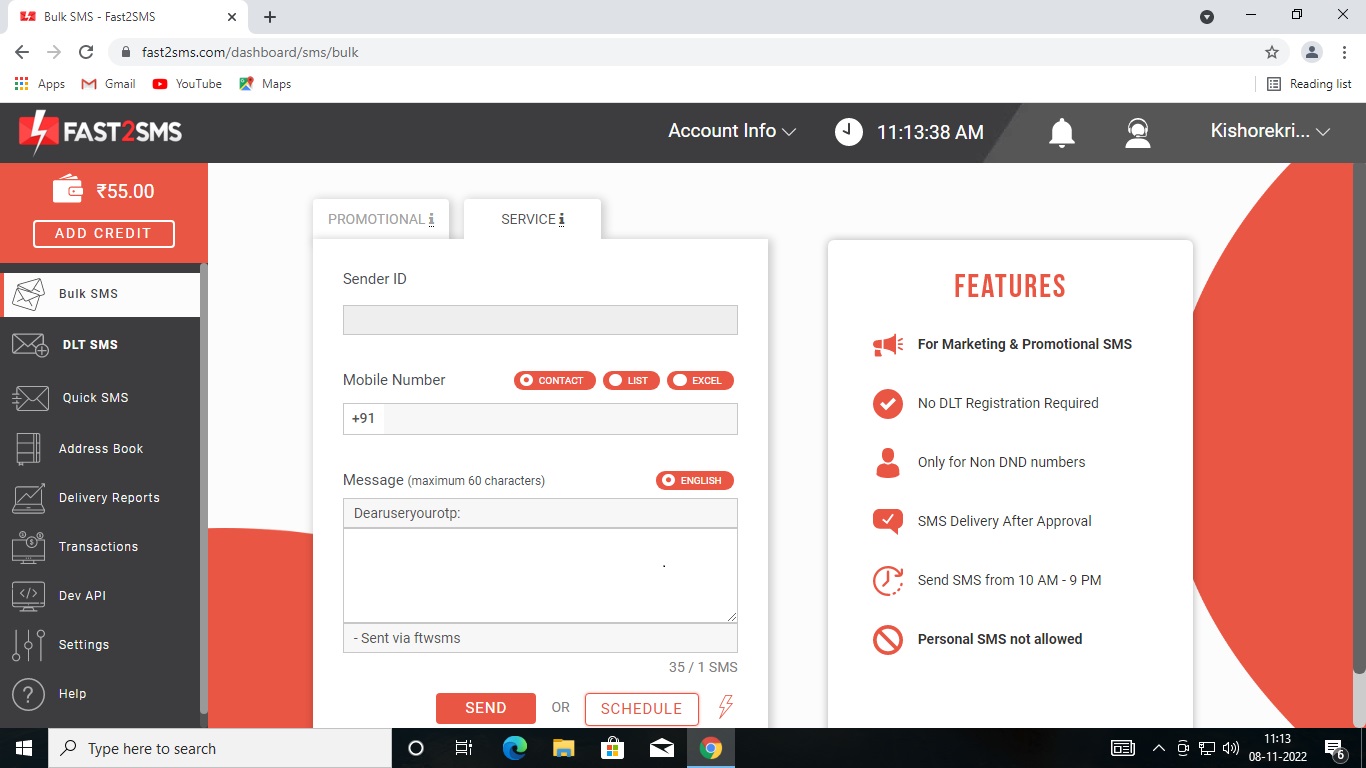 Bulk SMS - Fast2SMS
fast2sms.com/dashboard/sms/bulk
Apps Gmail YouTube Maps Reading list
FAST2SMS Account Info 11:13:38 AM Kishorekri...
₹55.00
ADD CREDIT
Bulk SMS
DLT SMS
Quick SMS
Address Book
Delivery Reports
Transactions
Dev API
Settings
Help
PROMOTIONAL SERVICE
Sender ID
Mobile Number CONTACT LIST EXCEL
+91
Message (maximum 60 characters) ENGLISH
Dearuseryourotp:
.
- Sent via ftwsms
35 / 1 SMS
SEND OR SCHEDULE
FEATURES
For Marketing & Promotional SMS
No DLT Registration Required
Only for Non DND numbers
SMS Delivery After Approval
Send SMS from 10 AM - 9 PM
Personal SMS not allowed
Type here to search
11:13
08-11-2022
6